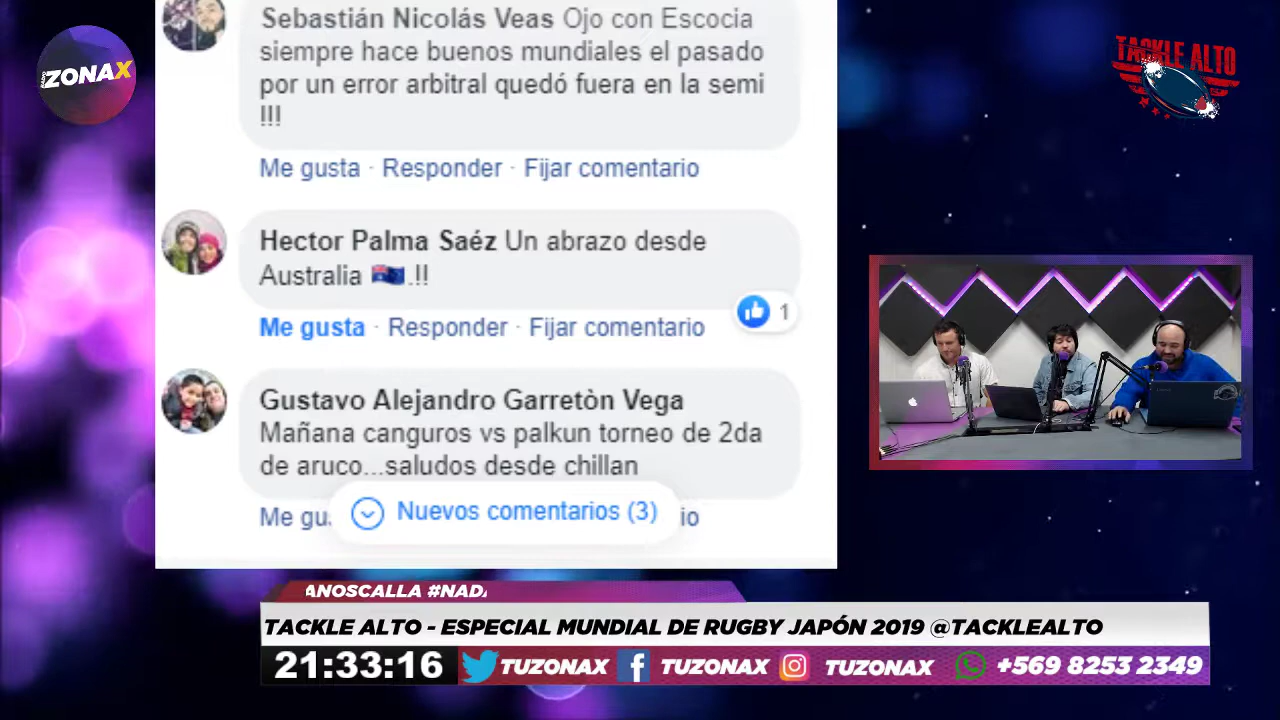 ZONAX
TACKLE ALTO
Sebastián Nicolás Veas Ojo con Escocia
siempre hace buenos mundiales el pasado
por un error arbitral quedó fuera en la semi
!!!
Me gusta · Responder · Fijar comentario
Hector Palma Saéz Un abrazo desde
Australia 🇦🇺.!!
1
Me gusta · Responder · Fijar comentario
Gustavo Alejandro Garretòn Vega
Mañana canguros vs palkun torneo de 2da
de aruco...saludos desde chillan
Me gu
Nuevos comentarios (3)
io
ANOSCALLA #NADA
TACKLE ALTO - ESPECIAL MUNDIAL DE RUGBY JAPÓN 2019 @TACKLEALTO
21:33:16 TUZONAX TUZONAX TUZONAX +569 8253 2349